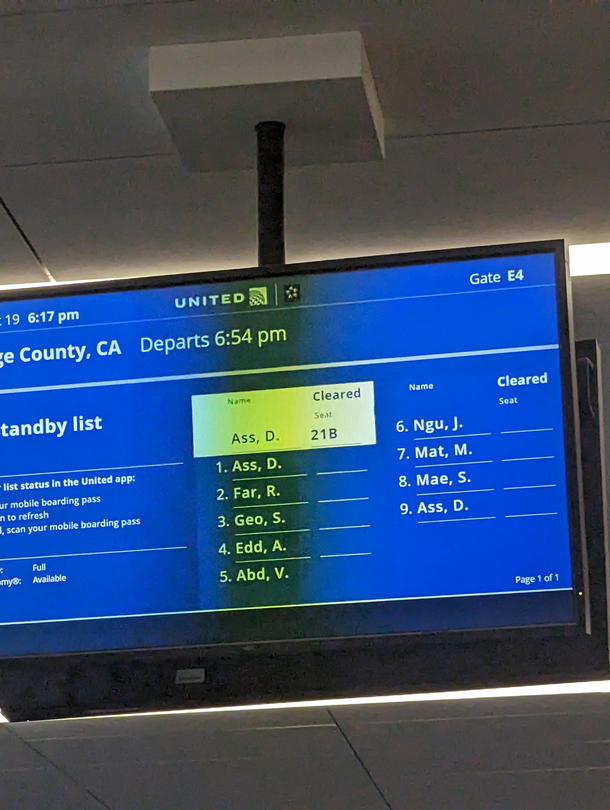 t 19 6:17 pm
UNITED
Gate E4
ge County, CA Departs 6:54 pm
tandby list
list status in the United app:
ur mobile boarding pass
n to refresh
, scan your mobile boarding pass
: Full
omy®: Available
Name Cleared
Seat
Ass, D. 21B
1. Ass, D.
2. Far, R.
3. Geo, S.
4. Edd, A.
5. Abd, V.
Name Cleared
Seat
6. Ngu, J.
7. Mat, M.
8. Mae, S.
9. Ass, D.
Page 1 of 1